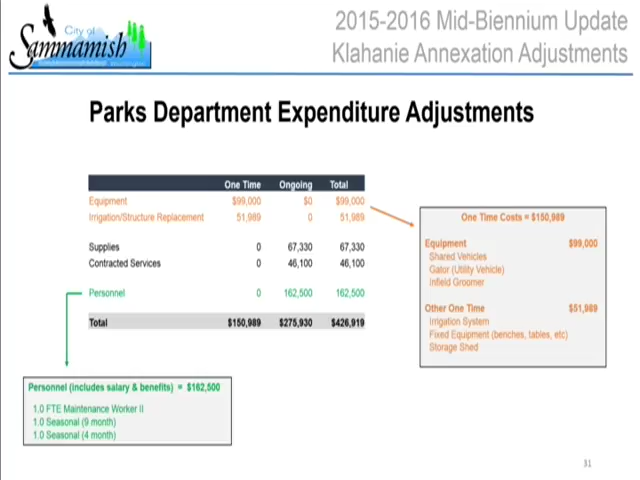 City of
Sammamish
2015-2016 Mid-Biennium Update
Klahanie Annexation Adjustments
Parks Department Expenditure Adjustments
One Time Ongoing Total
Equipment $99,000 $0 $99,000
Irrigation/Structure Replacement 51,989 0 51,989
Supplies 0 67,330 67,330
Contracted Services 0 46,100 46,100
Personnel 0 162,500 162,500
Total $150,989 $275,930 $426,919
One Time Costs = $150,989
Equipment $99,000
Shared Vehicles
Gator (Utility Vehicle)
Infield Groomer
Other One Time $51,989
Irrigation System
Fixed Equipment (benches, tables, etc)
Storage Shed
Personnel (includes salary & benefits) = $162,500
1.0 FTE Maintenance Worker II
1.0 Seasonal (9 month)
1.0 Seasonal (4 month)
31